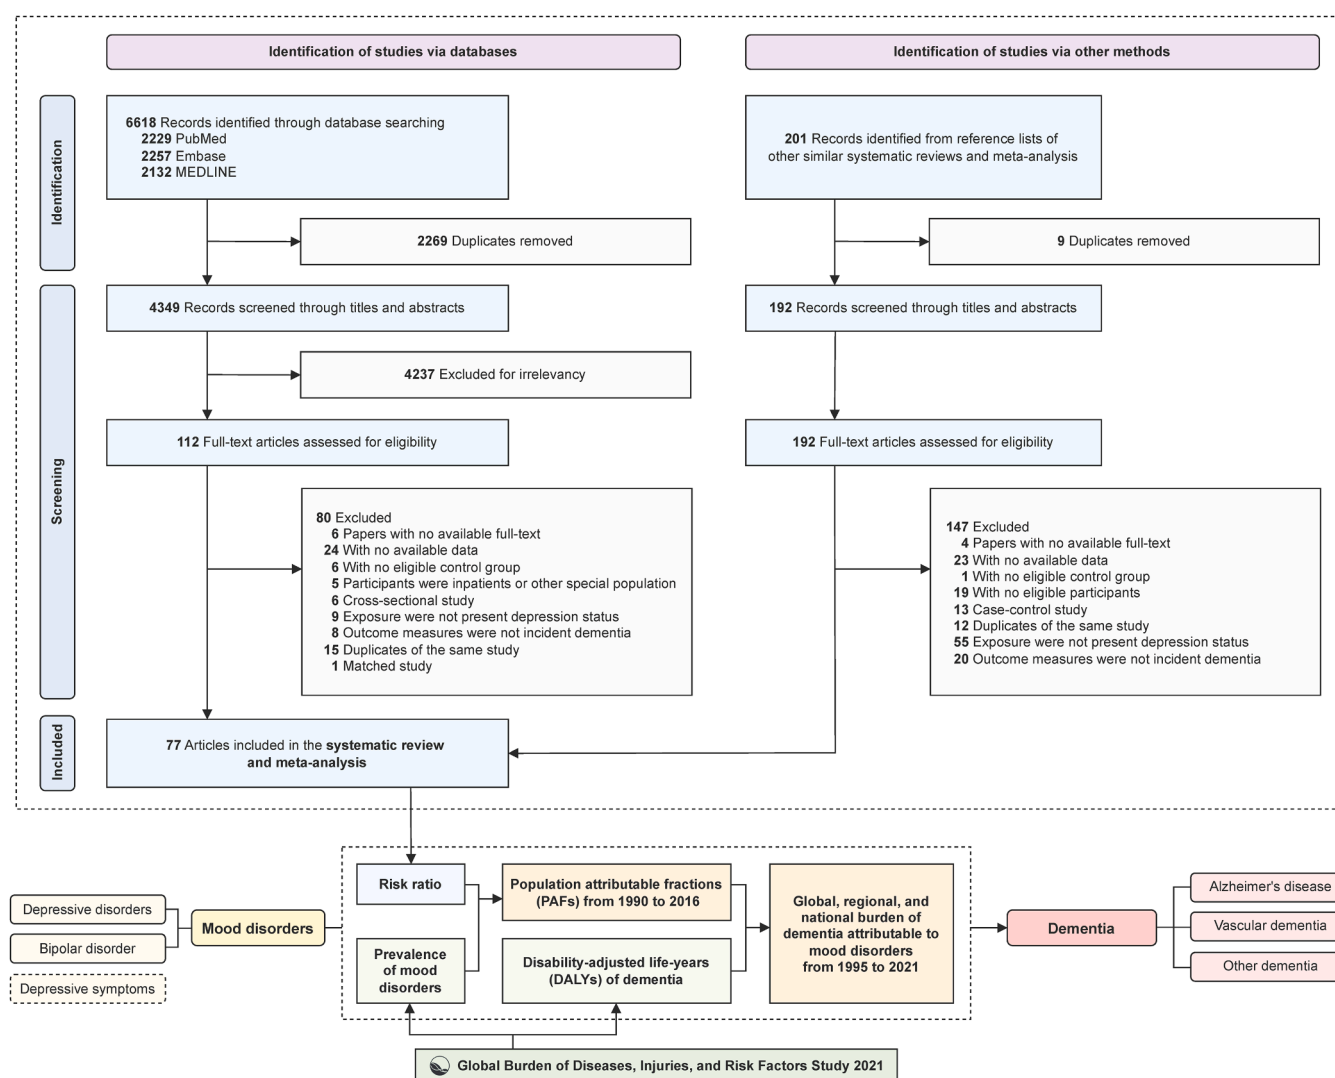 Identification of studies via databases
Identification of studies via other methods
Identification
6618 Records identified through database searching
2229 PubMed
2257 Embase
2132 MEDLINE
201 Records identified from reference lists of
other similar systematic reviews and meta-analysis
2269 Duplicates removed
9 Duplicates removed
Screening
4349 Records screened through titles and abstracts
192 Records screened through titles and abstracts
4237 Excluded for irrelevancy
112 Full-text articles assessed for eligibility
192 Full-text articles assessed for eligibility
80 Excluded
6 Papers with no available full-text
24 With no available data
6 With no eligible control group
5 Participants were inpatients or other special population
6 Cross-sectional study
9 Exposure were not present depression status
8 Outcome measures were not incident dementia
15 Duplicates of the same study
1 Matched study
147 Excluded
4 Papers with no available full-text
23 With no available data
1 With no eligible control group
19 With no eligible participants
13 Case-control study
12 Duplicates of the same study
55 Exposure were not present depression status
20 Outcome measures were not incident dementia
Included
77 Articles included in the systematic review
and meta-analysis
Depressive disorders
Bipolar disorder
Depressive symptoms
Mood disorders
Risk ratio
Prevalence
of mood
disorders
Population attributable fractions
(PAFs) from 1990 to 2016
Disability-adjusted life-years
(DALYs) of dementia
Global, regional, and
national burden of
dementia attributable to
mood disorders
from 1995 to 2021
Dementia
Alzheimer's disease
Vascular dementia
Other dementia
Global Burden of Diseases, Injuries, and Risk Factors Study 2021